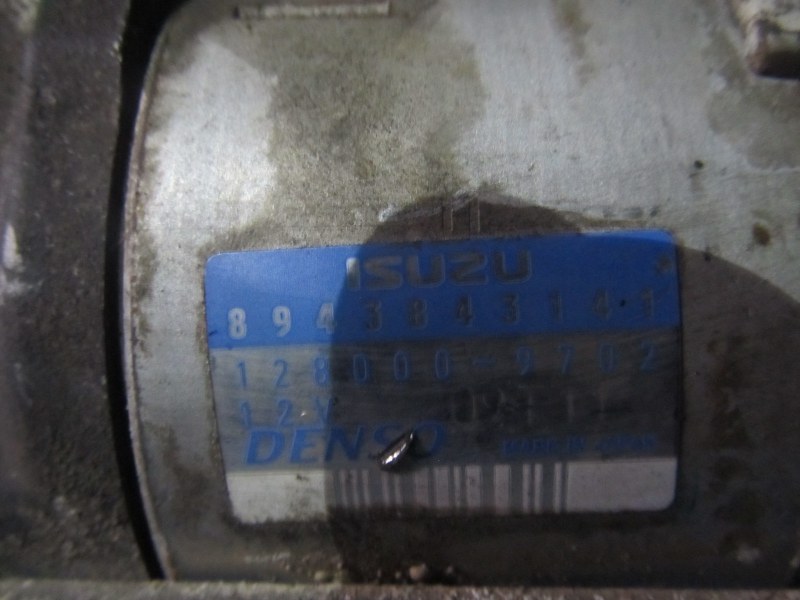 ISUZU
8943843141
128000-9702
12V
DENSO MADE IN JAPAN